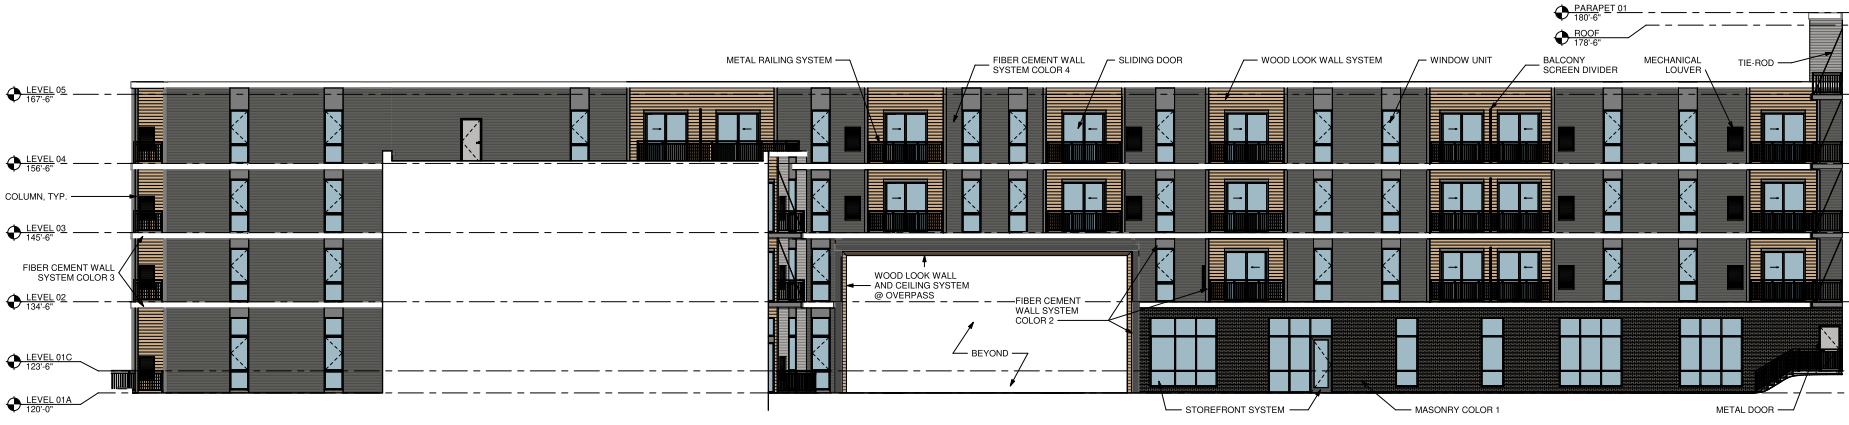 PARAPET 01
180'-6"
ROOF
178'-6"
METAL RAILING SYSTEM
FIBER CEMENT WALL
SYSTEM COLOR 4
SLIDING DOOR
WOOD LOOK WALL SYSTEM
WINDOW UNIT
BALCONY
SCREEN DIVIDER
MECHANICAL
LOUVER
TIE-ROD
LEVEL 05
167'-6"
LEVEL 04
156'-6"
COLUMN, TYP.
LEVEL 03
145'-6"
FIBER CEMENT WALL
SYSTEM COLOR 3
WOOD LOOK WALL
AND CEILING SYSTEM
@ OVERPASS
LEVEL 02
134'-6"
FIBER CEMENT
WALL SYSTEM
COLOR 2
BEYOND
LEVEL 01C
123'-6"
LEVEL 01A
120'-0"
STOREFRONT SYSTEM
MASONRY COLOR 1
METAL DOOR